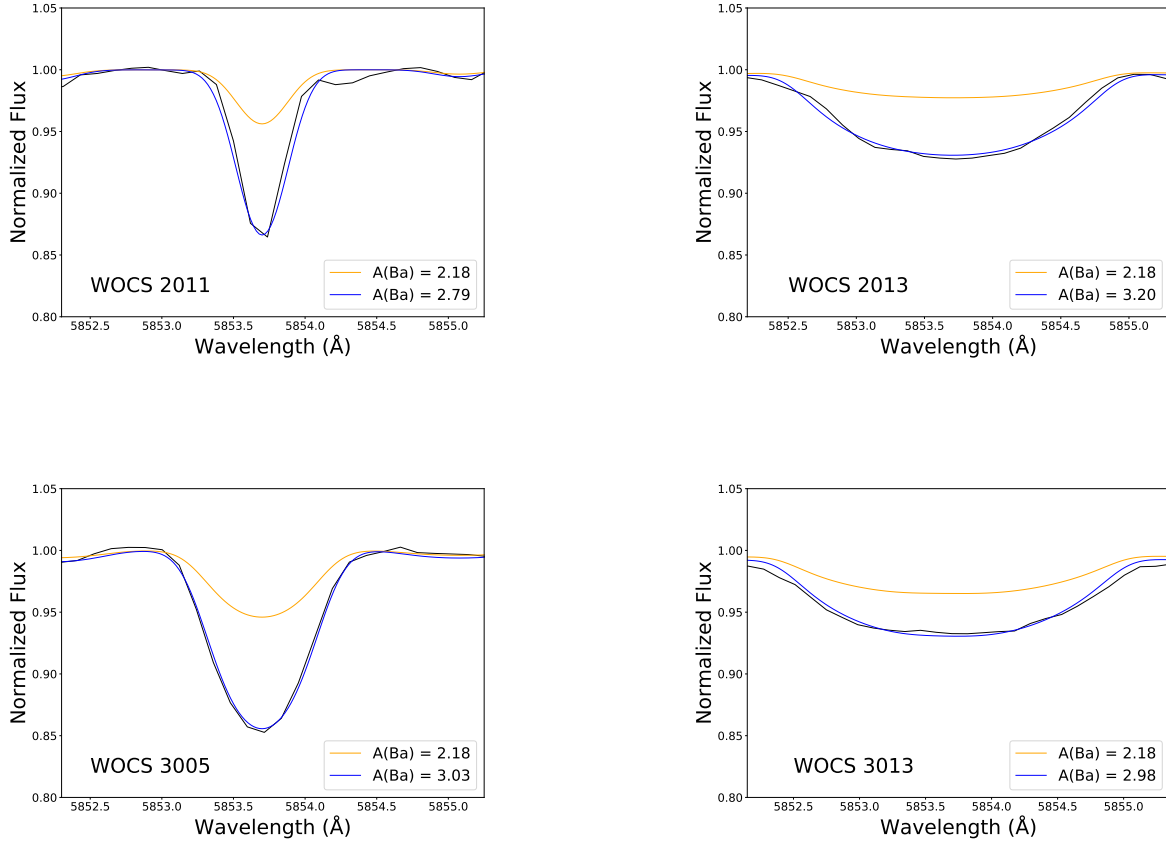 1.05
1.00
0.95
0.90
0.85
0.80
Normalized Flux
WOCS 2011
A(Ba) = 2.18
A(Ba) = 2.79
5852.5 5853.0 5853.5 5854.0 5854.5 5855.0
Wavelength (Å)
1.05
1.00
0.95
0.90
0.85
0.80
Normalized Flux
WOCS 2013
A(Ba) = 2.18
A(Ba) = 3.20
5852.5 5853.0 5853.5 5854.0 5854.5 5855.0
Wavelength (Å)
1.05
1.00
0.95
0.90
0.85
0.80
Normalized Flux
WOCS 3005
A(Ba) = 2.18
A(Ba) = 3.03
5852.5 5853.0 5853.5 5854.0 5854.5 5855.0
Wavelength (Å)
1.05
1.00
0.95
0.90
0.85
0.80
Normalized Flux
WOCS 3013
A(Ba) = 2.18
A(Ba) = 2.98
5852.5 5853.0 5853.5 5854.0 5854.5 5855.0
Wavelength (Å)